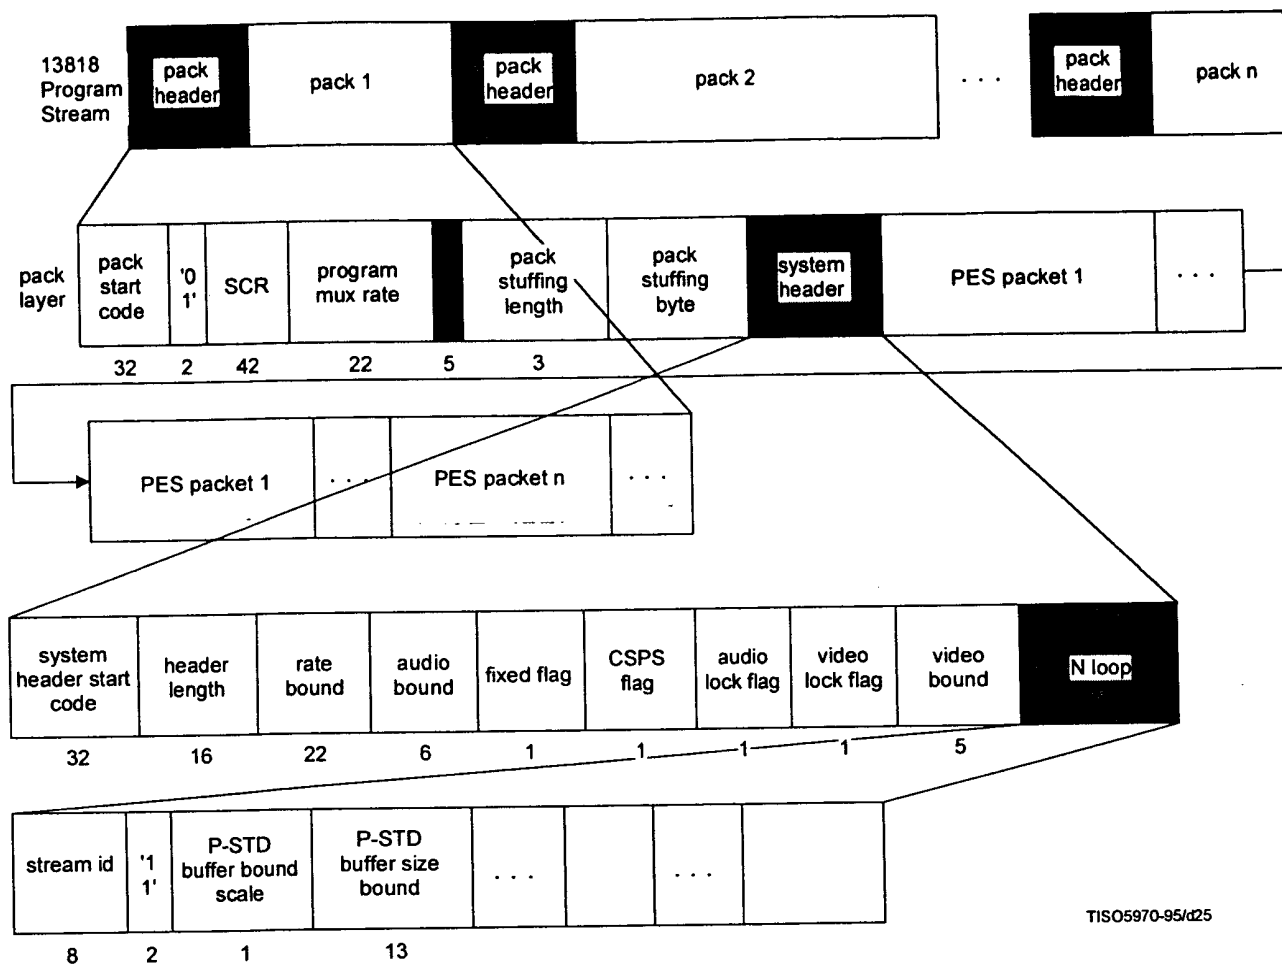 13818
Program
Stream
pack
header
pack 1
pack
header
pack 2
. . .
pack
header
pack n
pack
layer
pack
start
code
'0
1'
SCR
program
mux rate
pack
stuffing
length
pack
stuffing
byte
system
header
PES packet 1
. . .
32
2
42
22
5
3
PES packet 1
. . .
PES packet n
. . .
system
header start
code
header
length
rate
bound
audio
bound
fixed flag
CSPS
flag
audio
lock flag
video
lock flag
video
bound
N loop
32
16
22
6
1
1
1
1
5
stream id
'1
1'
P-STD
buffer bound
scale
P-STD
buffer size
bound
. . .
. . .
8
2
1
13
TISO5970-95/d25